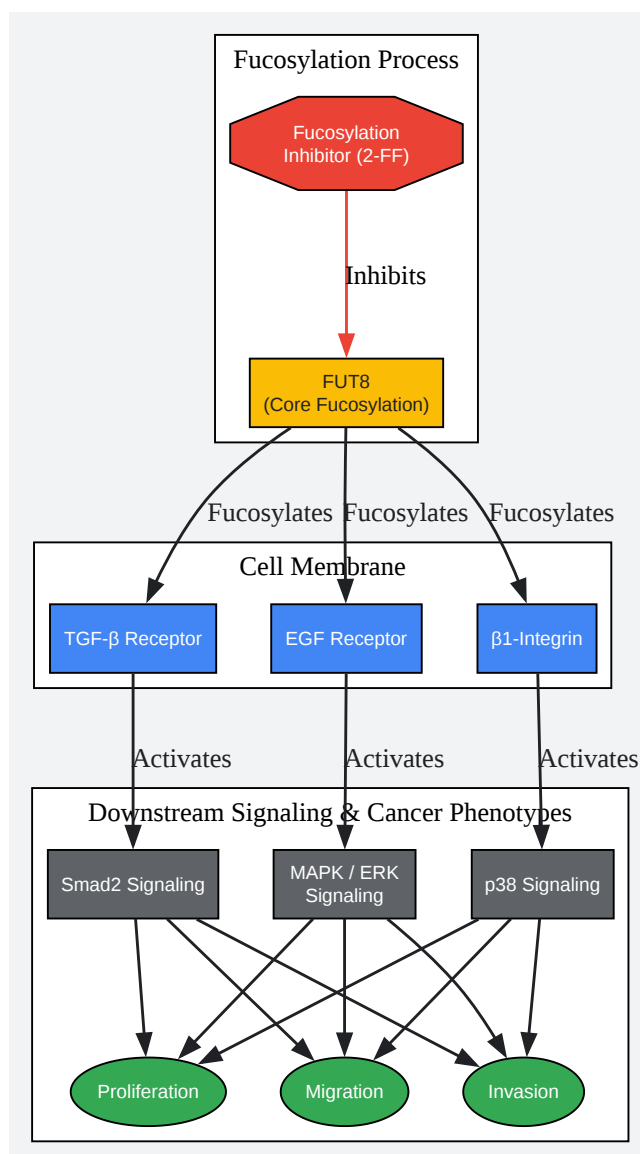 Fucosylation Process
Fucosylation
Inhibitor (2-FF)
Inhibits
FUT8
(Core Fucosylation)
Fucosylates
Fucosylates
Fucosylates
Cell Membrane
TGF-β Receptor
EGF Receptor
β1-Integrin
Activates
Activates
Activates
Downstream Signaling & Cancer Phenotypes
Smad2 Signaling
MAPK / ERK
Signaling
p38 Signaling
Proliferation
Migration
Invasion